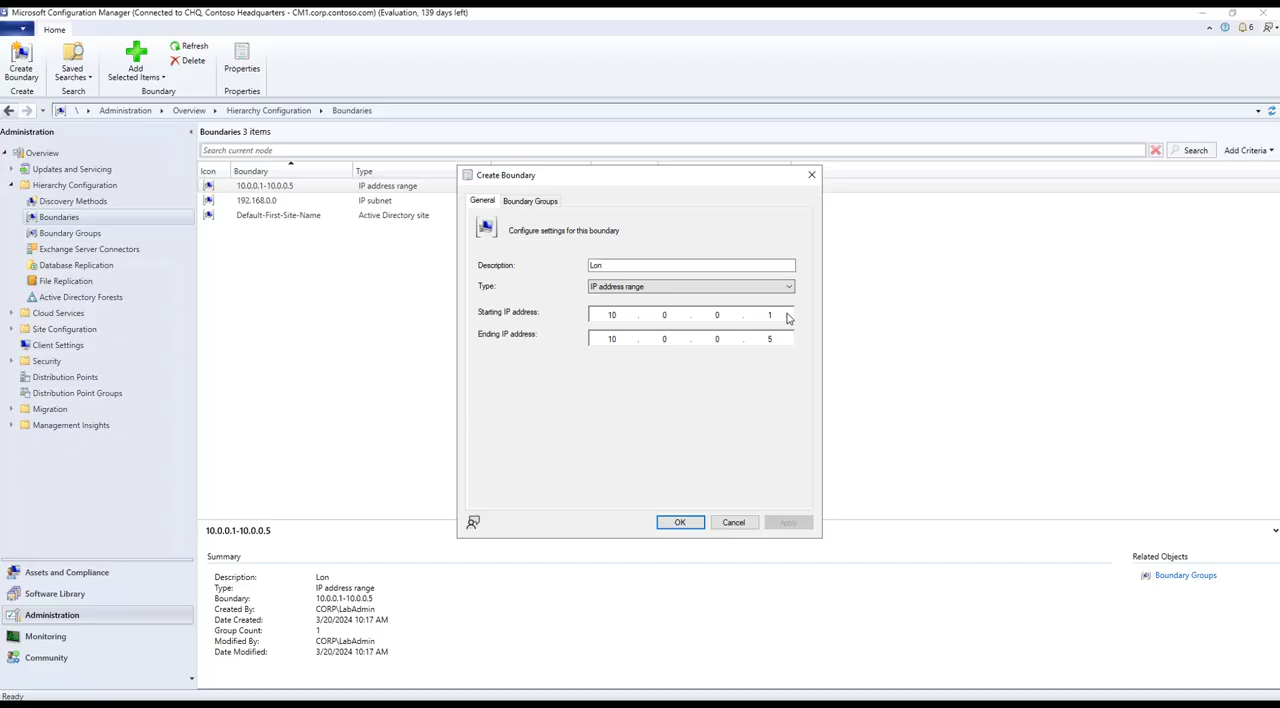 Microsoft Configuration Manager (Connected to CHQ, Contoso Headquarters - CM1.corp.contoso.com) (Evaluation, 139 days left)
Home
6
Create Boundary
Saved Searches
Add Selected Items
Refresh
Delete
Properties
Create
Search
Boundary
Properties
\ Administration Overview Hierarchy Configuration Boundaries
Administration
Overview
Updates and Servicing
Hierarchy Configuration
Discovery Methods
Boundaries
Boundary Groups
Exchange Server Connectors
Database Replication
File Replication
Active Directory Forests
Cloud Services
Site Configuration
Client Settings
Security
Distribution Points
Distribution Point Groups
Migration
Management Insights
Assets and Compliance
Software Library
Administration
Monitoring
Community
Boundaries 3 items
Search current node
Search
Add Criteria
Icon Boundary Type
10.0.0.1-10.0.0.5 IP address range
192.168.0.0 IP subnet
Default-First-Site-Name Active Directory site
Create Boundary
General Boundary Groups
Configure settings for this boundary
Description: Lon
Type: IP address range
Starting IP address: 10 . 0 . 0 . 1
Ending IP address: 10 . 0 . 0 . 5
OK Cancel Apply
10.0.0.1-10.0.0.5
Summary
Description: Lon
Type: IP address range
Boundary: 10.0.0.1-10.0.0.5
Created By: CORP\LabAdmin
Date Created: 3/20/2024 10:17 AM
Group Count: 1
Modified By: CORP\LabAdmin
Date Modified: 3/20/2024 10:17 AM
Related Objects
Boundary Groups
Ready